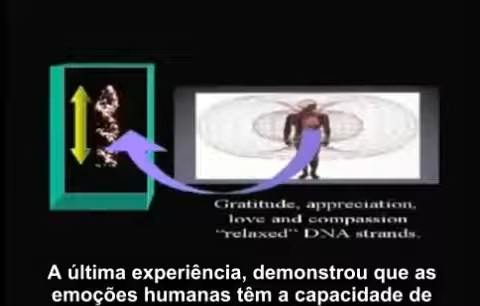 Gratitude, appreciation,
love and compassion
"relaxed" DNA strands.
A última experiência, demonstrou que as
emoções humanas têm a capacidade de